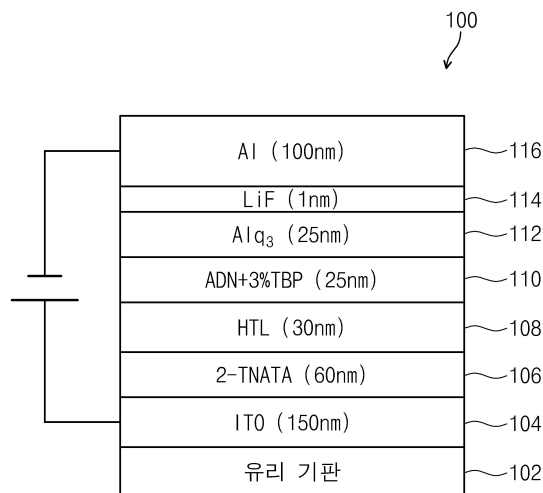 100
Al (100nm) 116
LiF (1nm) 114
Alq₃ (25nm) 112
ADN+3%TBP (25nm) 110
HTL (30nm) 108
2-TNATA (60nm) 106
ITO (150nm) 104
유리 기판 102